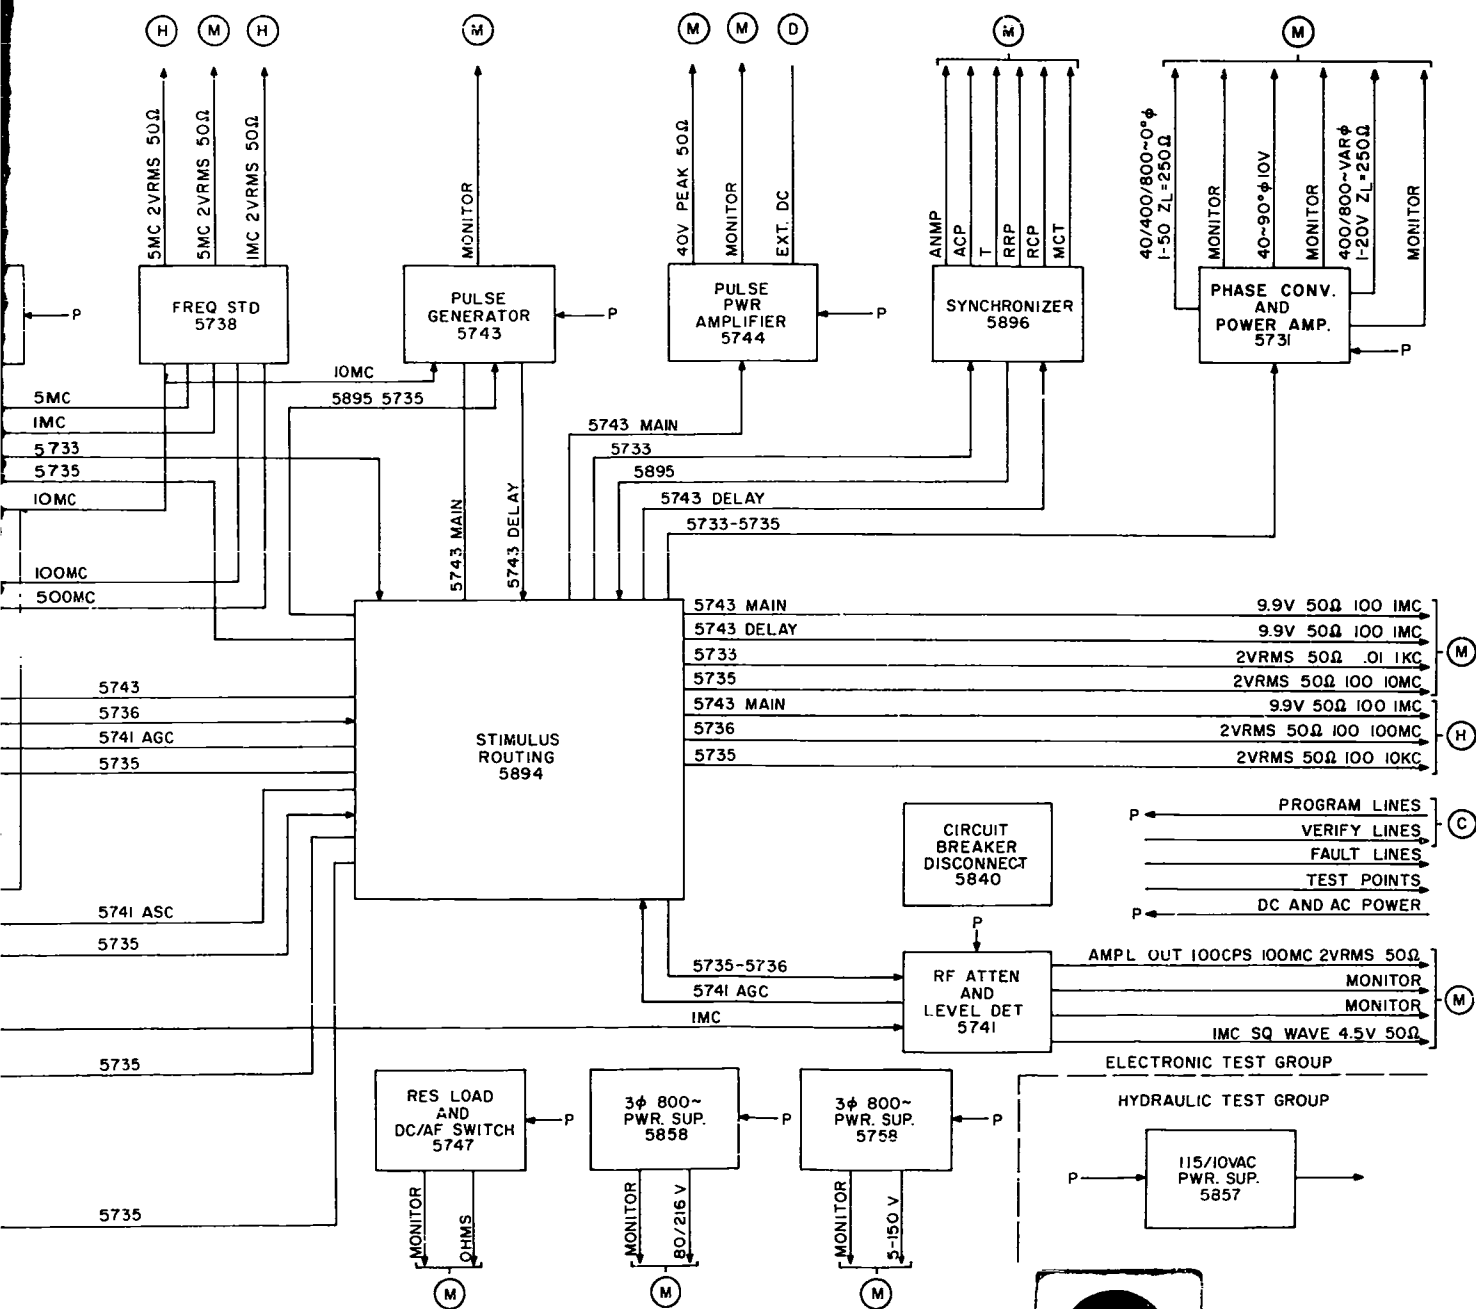 H
M
H
M
M
M
D
M
M
5MC 2VRMS 50Ω
5MC 2VRMS 50Ω
1MC 2VRMS 50Ω
MONITOR
40V PEAK 50Ω
MONITOR
EXT. DC
ANMP
ACP
T
RRP
RCP
MCT
40/400/800~0°ϕ
1-50 ZL=250Ω
MONITOR
40~90°ϕ10V
MONITOR
400/800~VARϕ
1-20V ZL=250Ω
MONITOR
P
FREQ STD
5738
PULSE
GENERATOR
5743
P
PULSE
PWR
AMPLIFIER
5744
P
SYNCHRONIZER
5896
PHASE CONV.
AND
POWER AMP.
5731
P
10MC
5895 5735
5MC
1MC
5733
5735
10MC
100MC
500MC
5743 MAIN
5743 DELAY
5743 MAIN
5733
5895
5743 DELAY
5733-5735
5743
5736
5741 AGC
5735
5741 ASC
5735
5735
5735
STIMULUS
ROUTING
5894
5743 MAIN 9.9V 50Ω 100 1MC
5743 DELAY 9.9V 50Ω 100 1MC
5733 2VRMS 50Ω .01 1KC
5735 2VRMS 50Ω 100 10MC
M
5743 MAIN 9.9V 50Ω 100 1MC
5736 2VRMS 50Ω 100 100MC
5735 2VRMS 50Ω 100 10KC
H
CIRCUIT
BREAKER
DISCONNECT
5840
P PROGRAM LINES
VERIFY LINES
C
FAULT LINES
TEST POINTS
P DC AND AC POWER
P
5735-5736
5741 AGC
1MC
RF ATTEN
AND
LEVEL DET
5741
AMPL OUT 100CPS 100MC 2VRMS 50Ω
MONITOR
MONITOR
1MC SQ WAVE 4.5V 50Ω
M
ELECTRONIC TEST GROUP
HYDRAULIC TEST GROUP
RES LOAD
AND
DC/AF SWITCH
5747
P
3ϕ 800~
PWR. SUP.
5858
P
3ϕ 800~
PWR. SUP.
5758
P
P
115/10VAC
PWR. SUP.
5857
MONITOR
OHMS
M
MONITOR
80/216 V
M
MONITOR
5-150 V
M